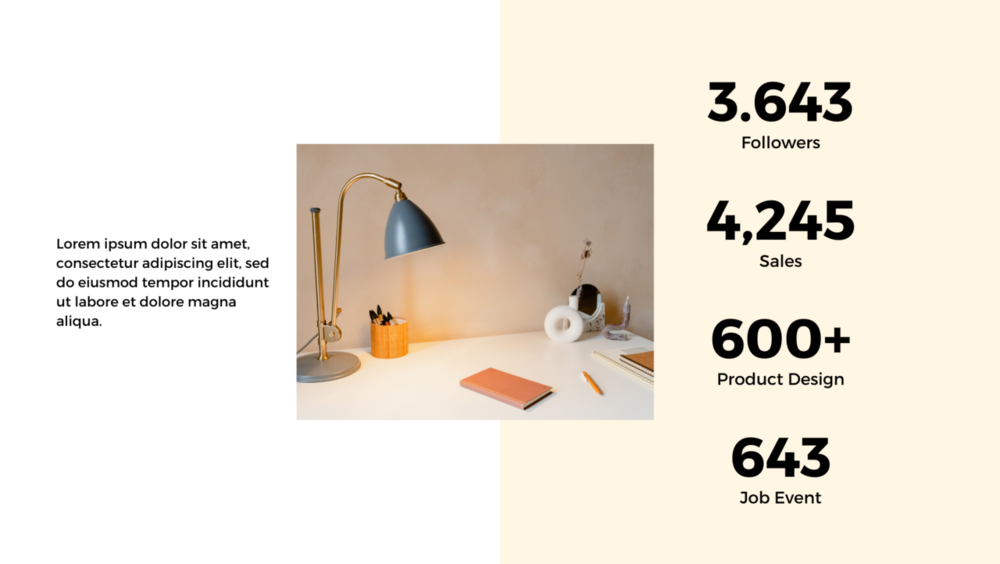 Lorem ipsum dolor sit amet,
consectetur adipiscing elit, sed
do eiusmod tempor incididunt
ut labore et dolore magna
aliqua.
3.643
Followers
4,245
Sales
600+
Product Design
643
Job Event